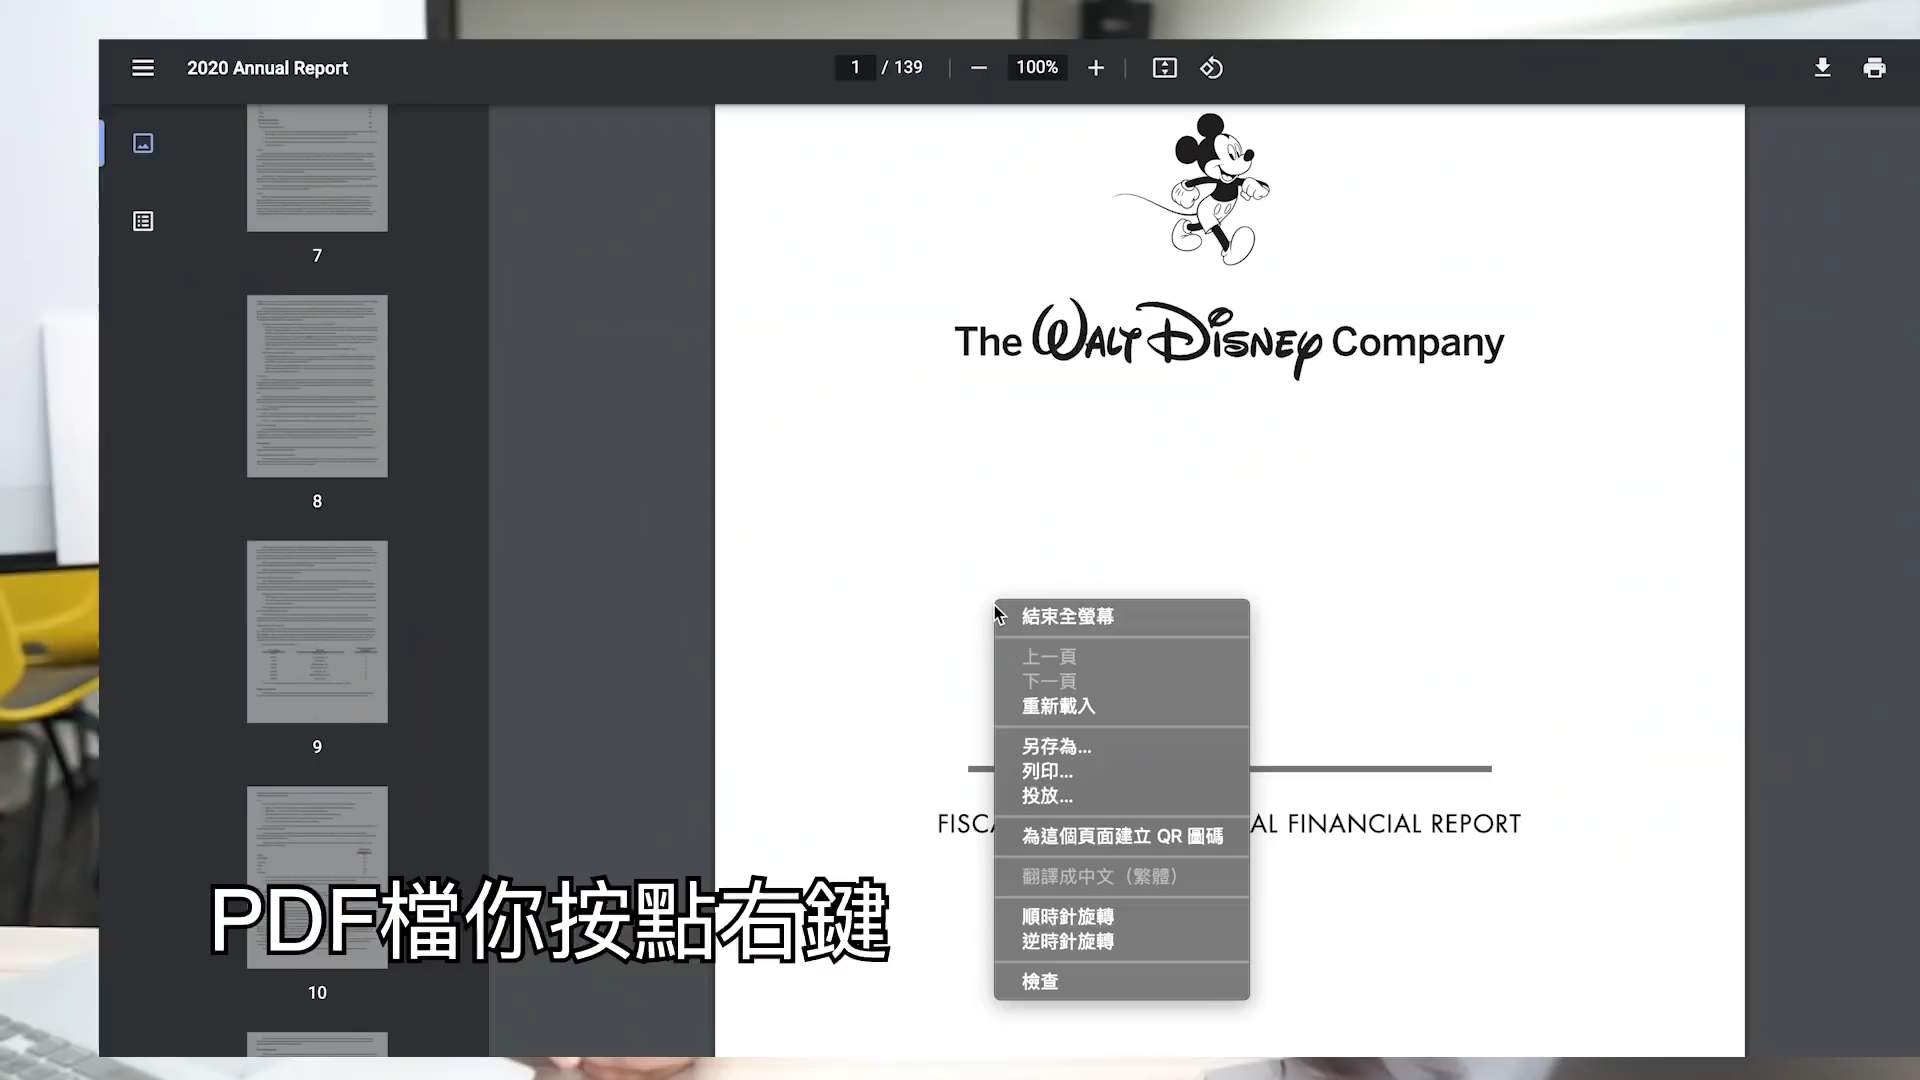 2020 Annual Report
1 / 139
100%
7
8
9
10
The WALT DISNEY Company
結束全螢幕
上一頁
下一頁
重新載入
另存為...
列印...
投放...
為這個頁面建立 QR 圖碼
翻譯成中文（繁體）
順時針旋轉
逆時針旋轉
檢查
AL FINANCIAL REPORT
PDF檔你按點右鍵